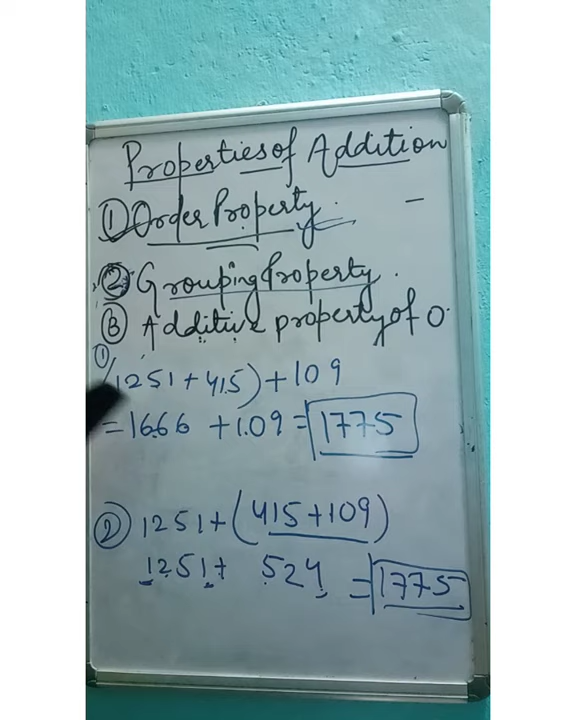 Properties of Addition
① Order Property.
② Grouping Property.
③ Additive property of 0.
①
(1251+415)+109
=1666 +109=1775
② 1251+(415+109)
1251+ 524 =1775